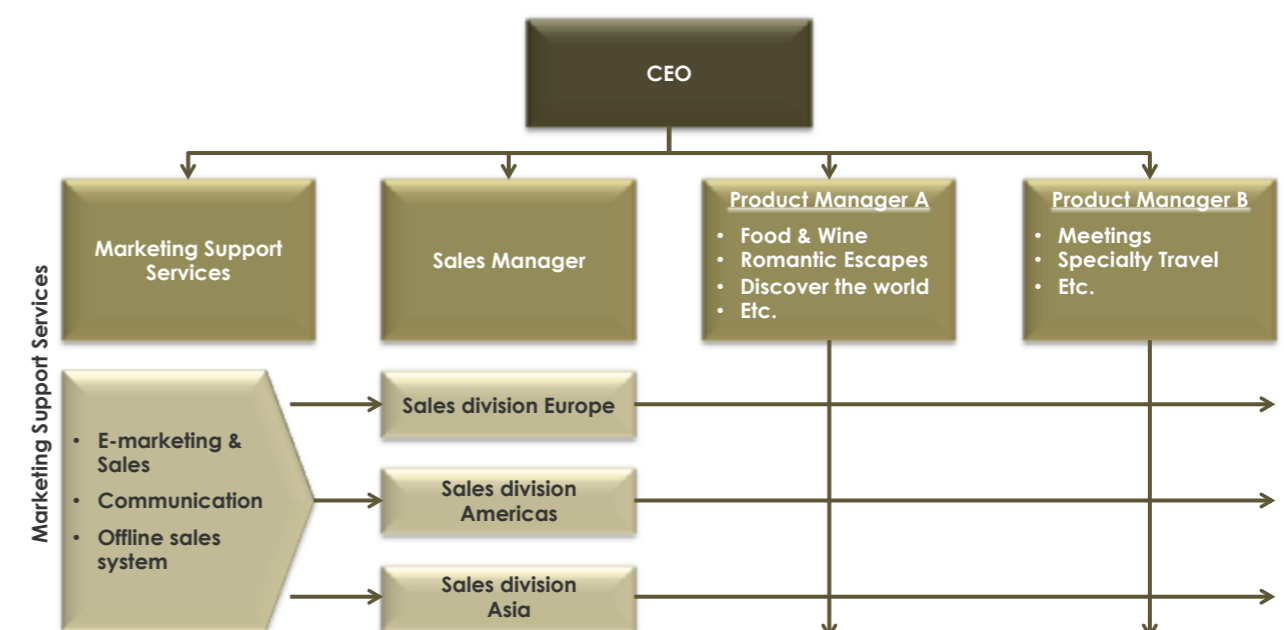 CEO
Marketing Support
Services
Sales Manager
Product Manager A
• Food & Wine
• Romantic Escapes
• Discover the world
• Etc.
Product Manager B
• Meetings
• Specialty Travel
• Etc.
Marketing Support Services
• E-marketing &
Sales
• Communication
• Offline sales
system
Sales division Europe
Sales division
Americas
Sales division
Asia